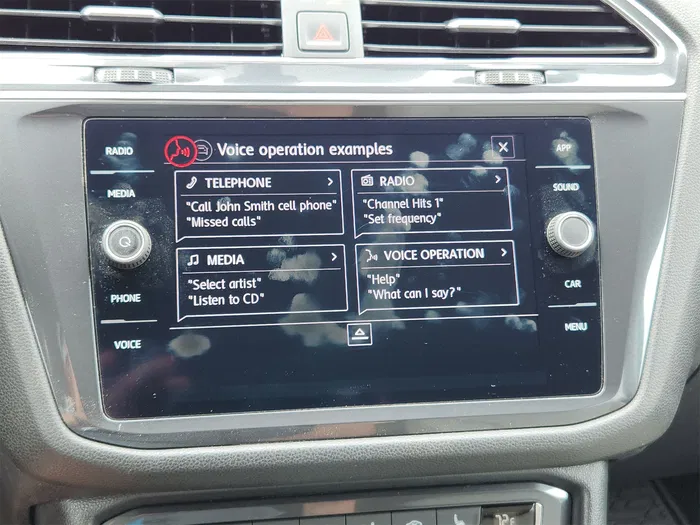 RADIO
MEDIA
PHONE
VOICE
Voice operation examples
X
TELEPHONE >
"Call John Smith cell phone"
"Missed calls"
RADIO >
"Channel Hits 1"
"Set frequency"
MEDIA >
"Select artist"
"Listen to CD"
VOICE OPERATION >
"Help"
"What can I say?"
APP
SOUND
CAR
MENU